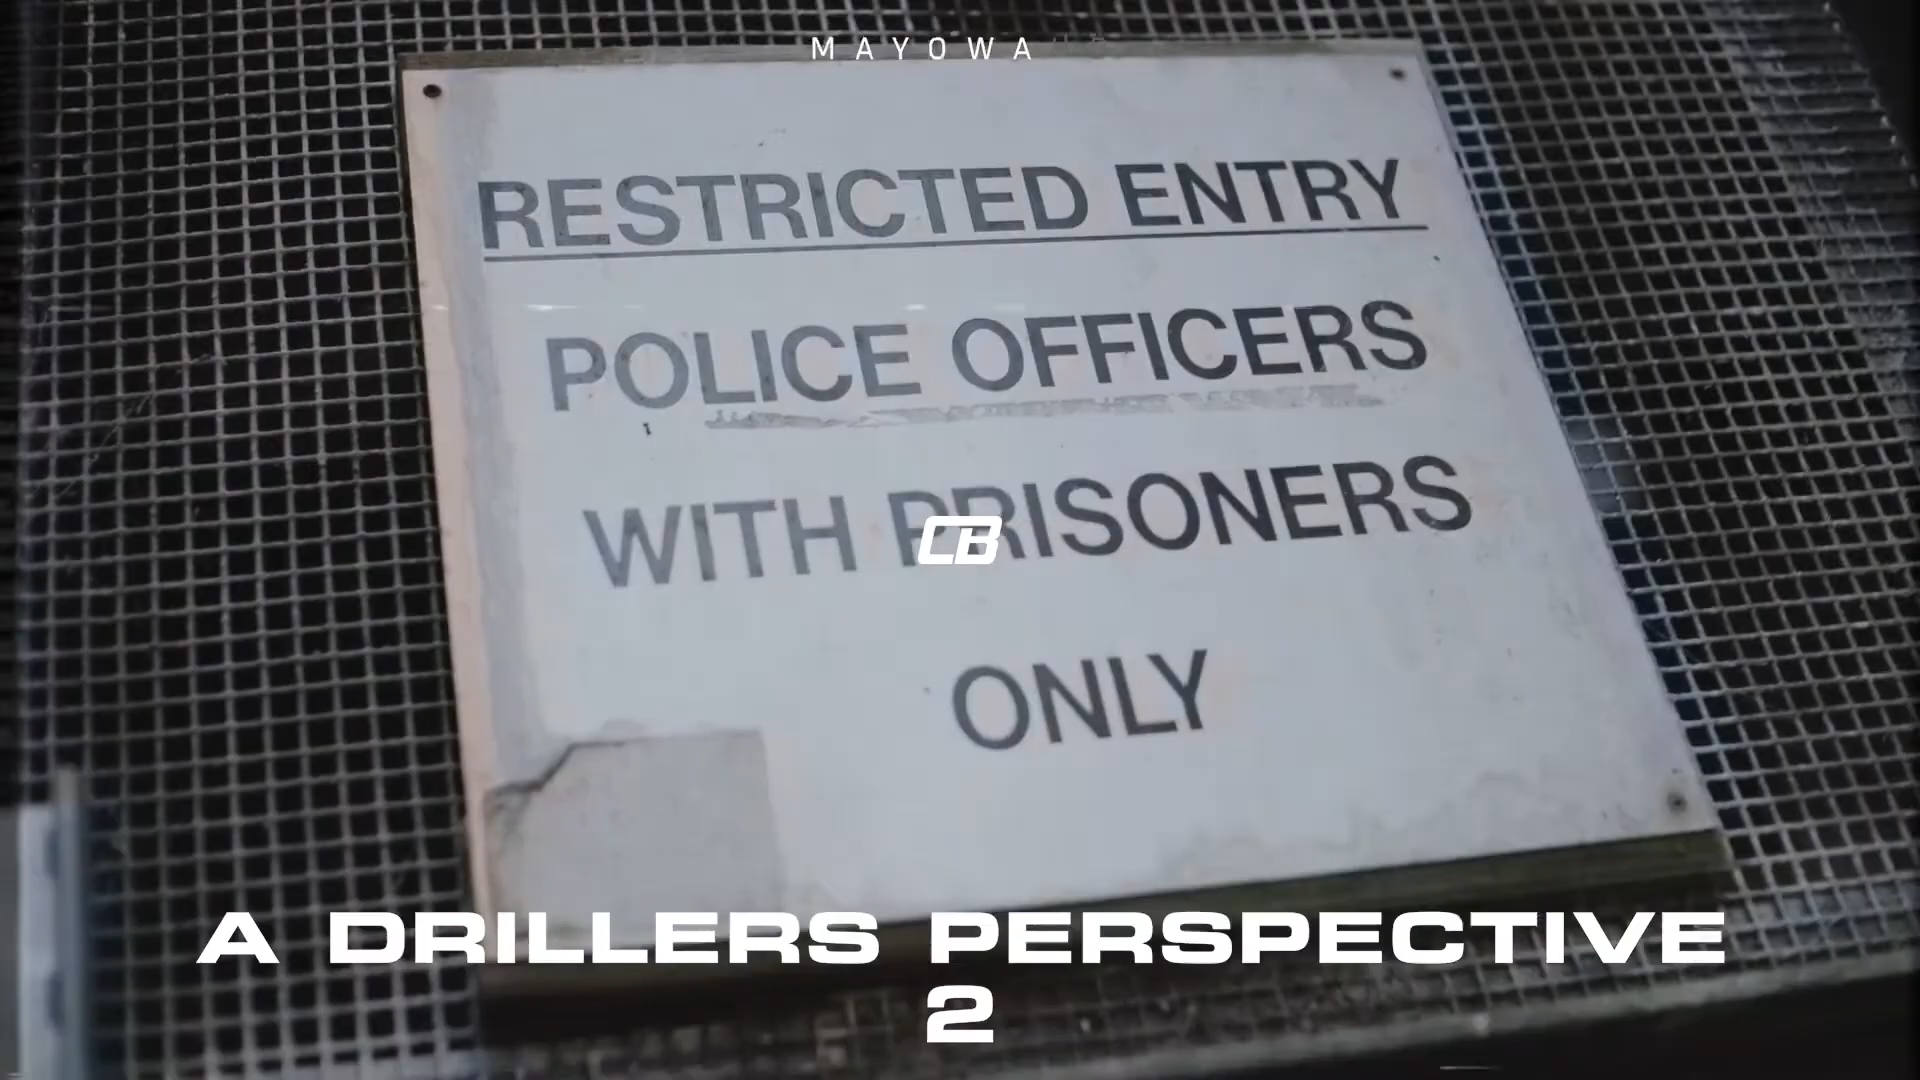 MAYOWA
RESTRICTED ENTRY
POLICE OFFICERS
WITH PRISONERS
CB
ONLY
A DRILLERS PERSPECTIVE
2